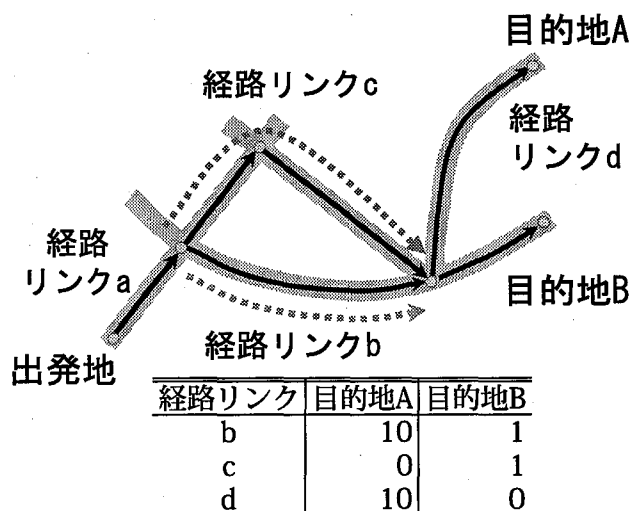 目的地A
経路リンクc
経路
リンクd
経路
リンクa
目的地B
経路リンクb
出発地
経路リンク 目的地A 目的地B
b 10 1
c 0 1
d 10 0